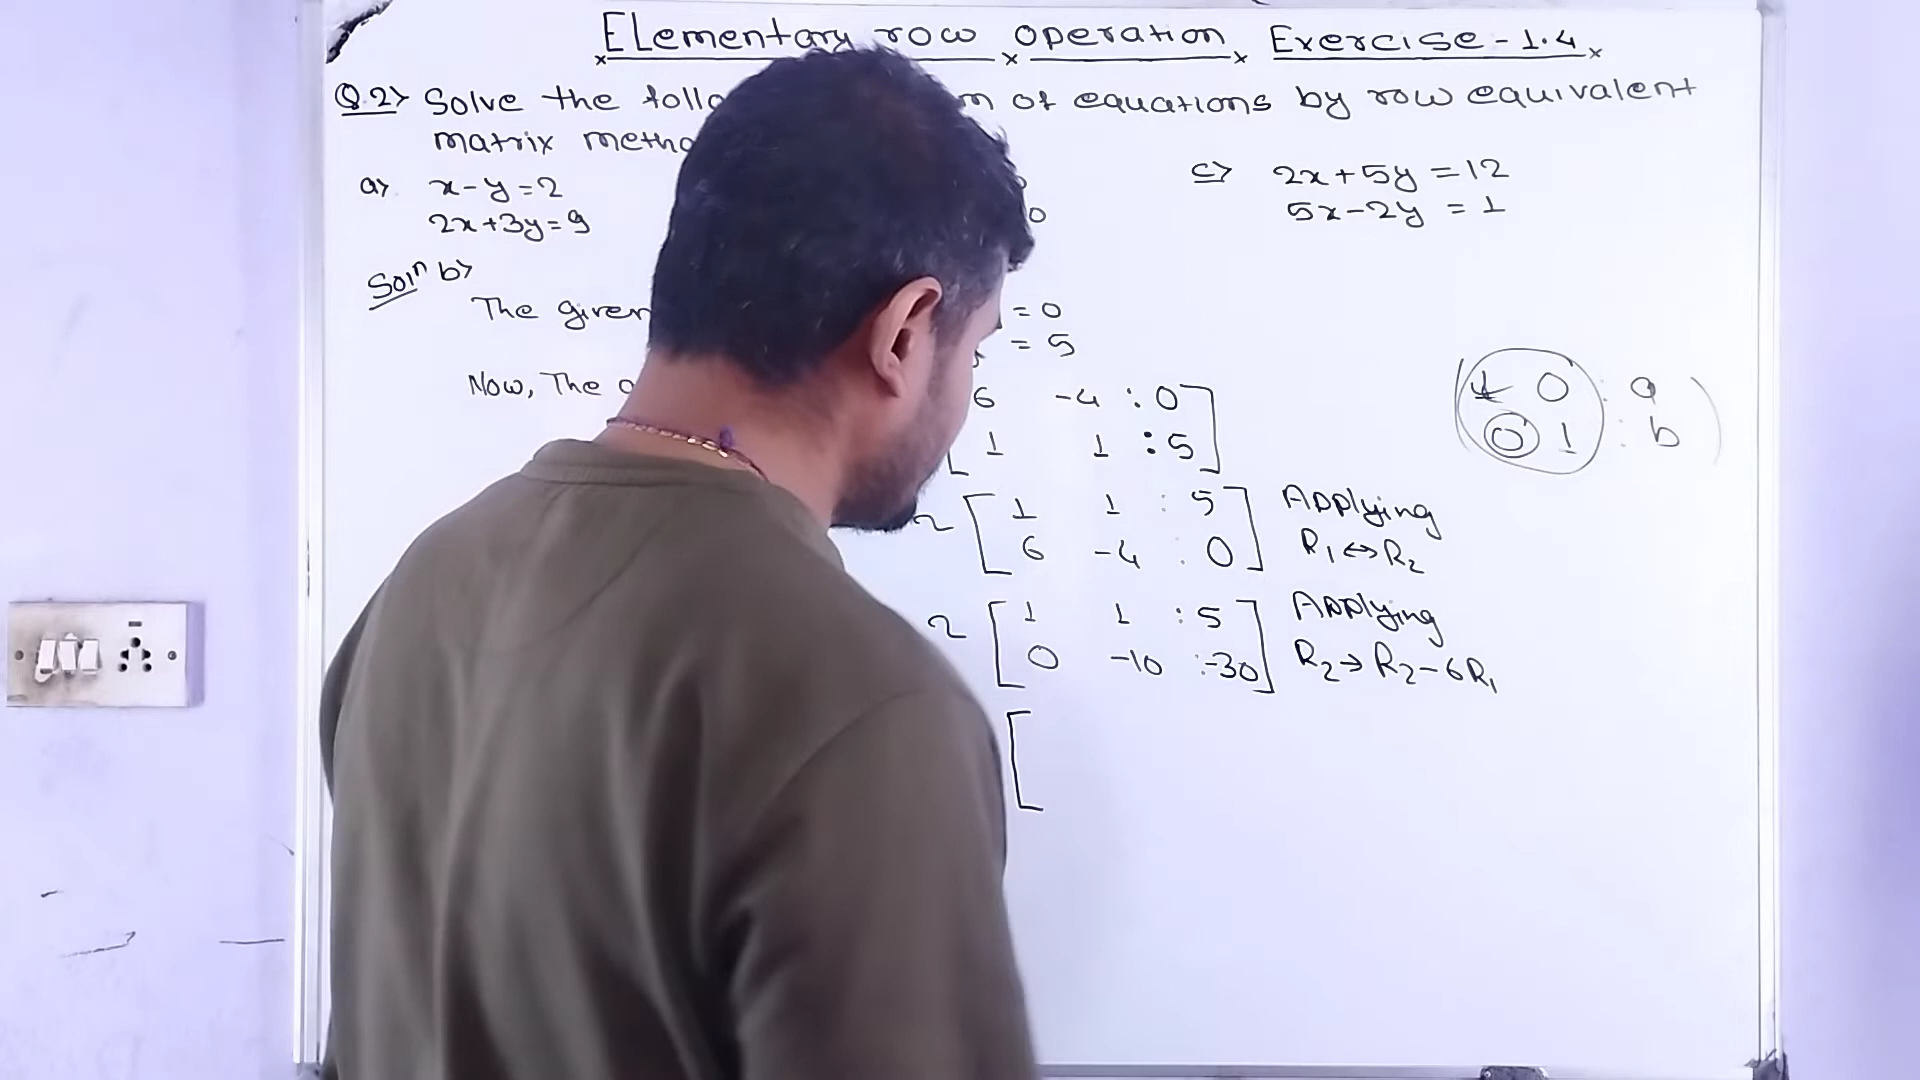 Elementary row operation Exercise-1.4
Q.2> Solve the of equations by row equivalent
matrix
a> x-y=2
2x+3y=9
c> 2x+5y=12
5x-2y=1
Solⁿ b>
The given =0
=5
Now, The
6 -4 : 0
1 1 : 5
1 0 : a
0 1 : b
~ [1 1 : 5] Applying
6 -4 : 0 R₁↔R₂
~ [1 1 : 5] Applying
0 -10 :-30 R₂→R₂-6R₁